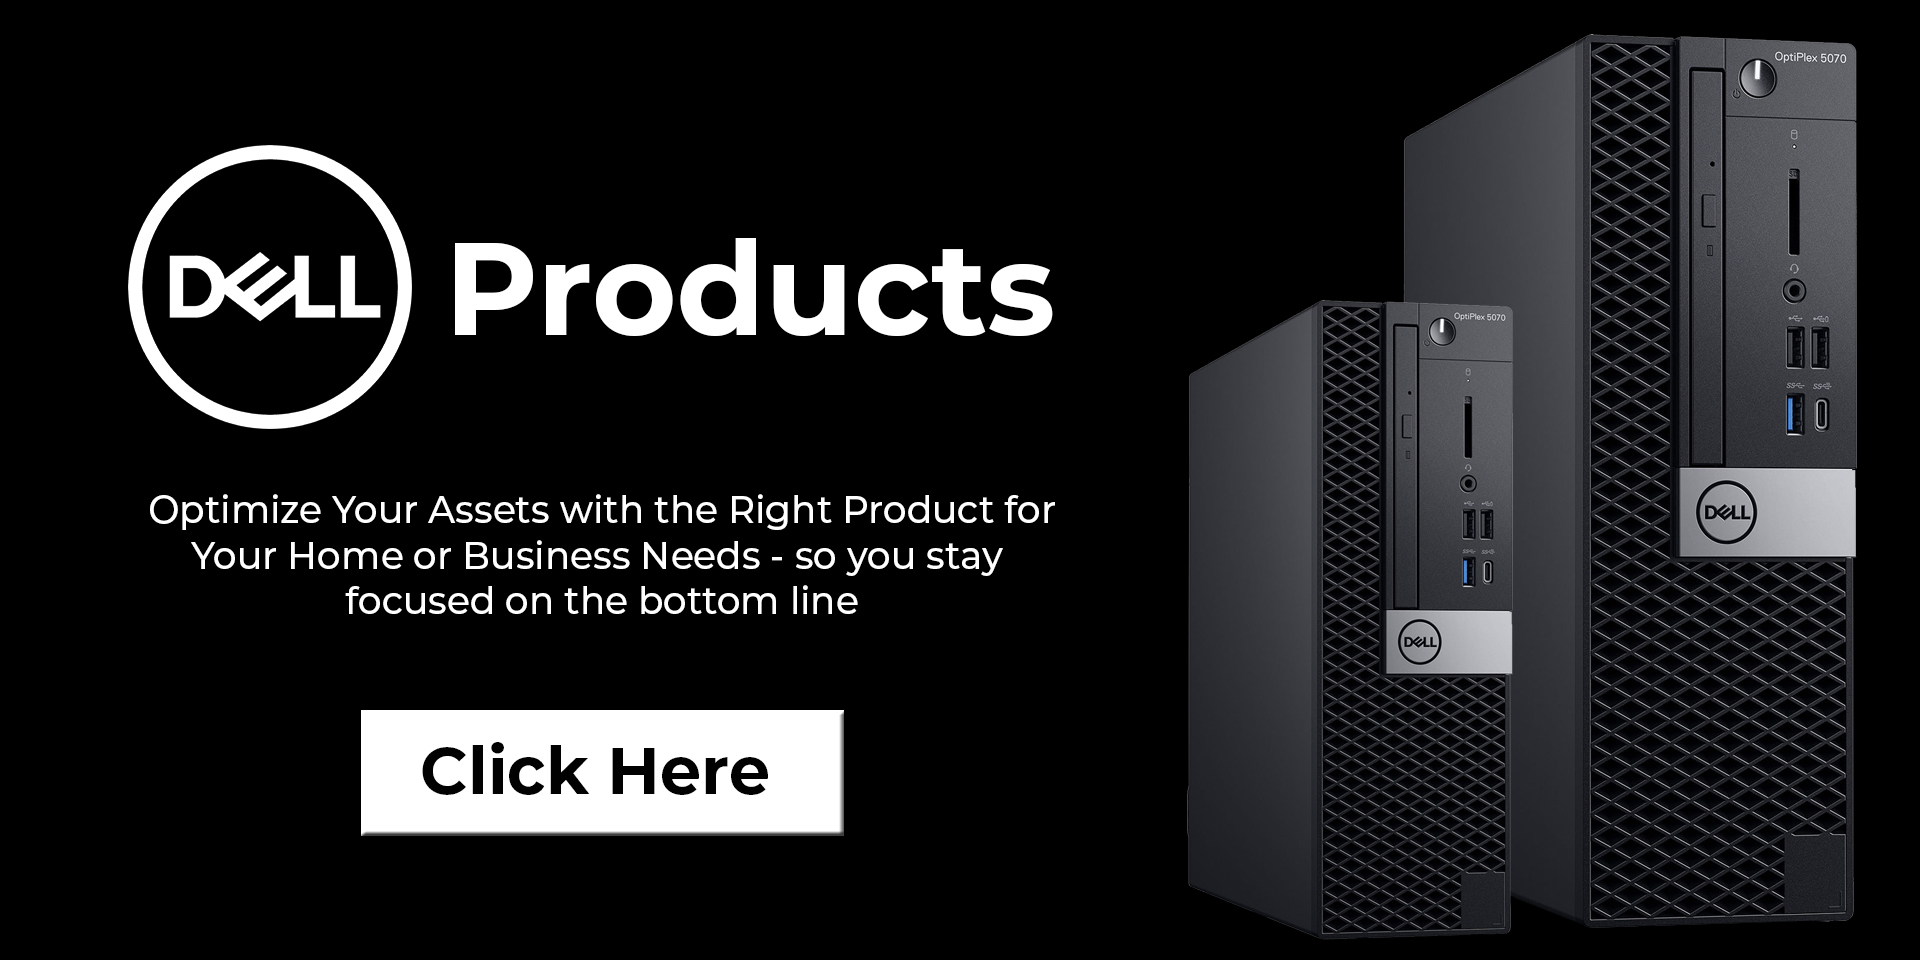 DELL Products
Optimize Your Assets with the Right Product for
Your Home or Business Needs - so you stay
focused on the bottom line
Click Here
OptiPlex 5070
DELL
OptiPlex 5070
DELL